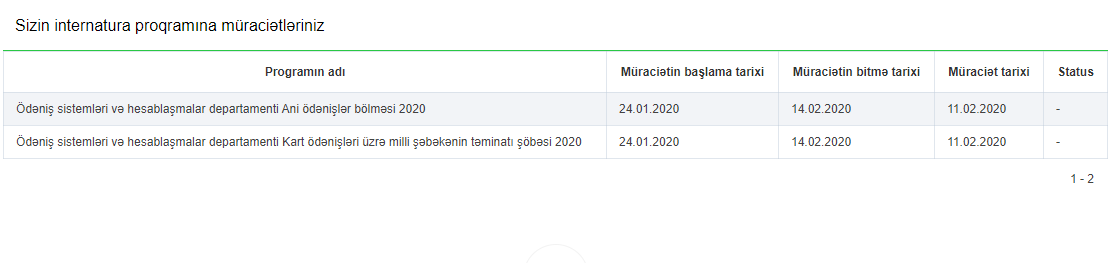 Sizin internatura proqramına müraciətləriniz
Programın adı Müraciətin başlama tarixi Müraciətin bitmə tarixi Müraciət tarixi Status
Ödəniş sistemləri və hesablaşmalar departamenti Ani ödənişlər bölməsi 2020 24.01.2020 14.02.2020 11.02.2020 -
Ödəniş sistemləri və hesablaşmalar departamenti Kart ödənişləri üzrə milli şəbəkənin təminatı şöbəsi 2020 24.01.2020 14.02.2020 11.02.2020 -
1 - 2